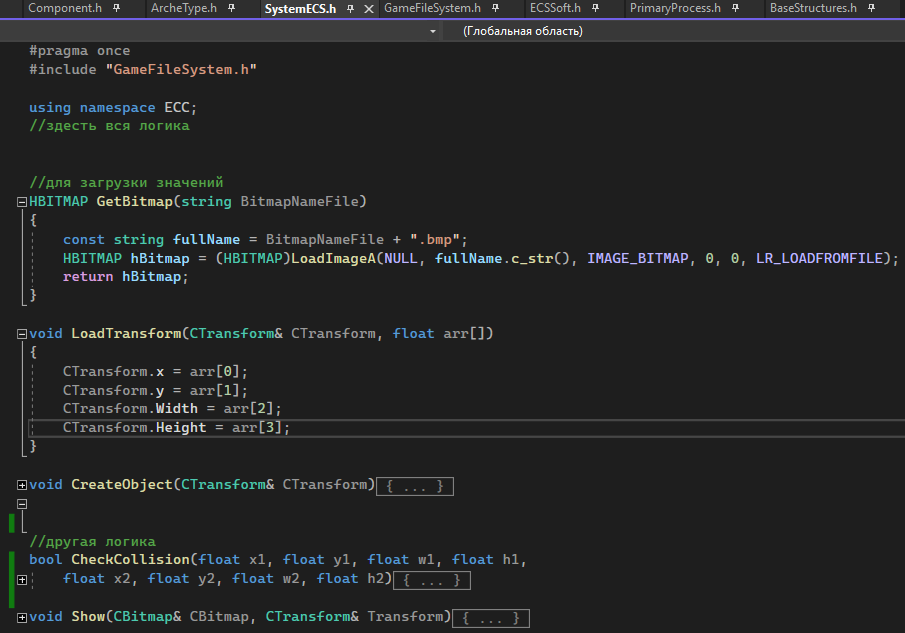 Component.h ArcheType.h SystemECS.h GameFileSystem.h ECSSoft.h PrimaryProcess.h BaseStructures.h
(Глобальная область)
#pragma once
#include "GameFileSystem.h"
using namespace ECC;
//здесть вся логика
//для загрузки значений
HBITMAP GetBitmap(string BitmapNameFile)
{
const string fullName = BitmapNameFile + ".bmp";
HBITMAP hBitmap = (HBITMAP)LoadImageA(NULL, fullName.c_str(), IMAGE_BITMAP, 0, 0, LR_LOADFROMFILE);
return hBitmap;
}
void LoadTransform(CTransform& CTransform, float arr[])
{
CTransform.x = arr[0];
CTransform.y = arr[1];
CTransform.Width = arr[2];
CTransform.Height = arr[3];
}
void CreateObject(CTransform& CTransform){ ... }
//другая логика
bool CheckCollision(float x1, float y1, float w1, float h1,
float x2, float y2, float w2, float h2){ ... }
void Show(CBitmap& CBitmap, CTransform& Transform){ ... }